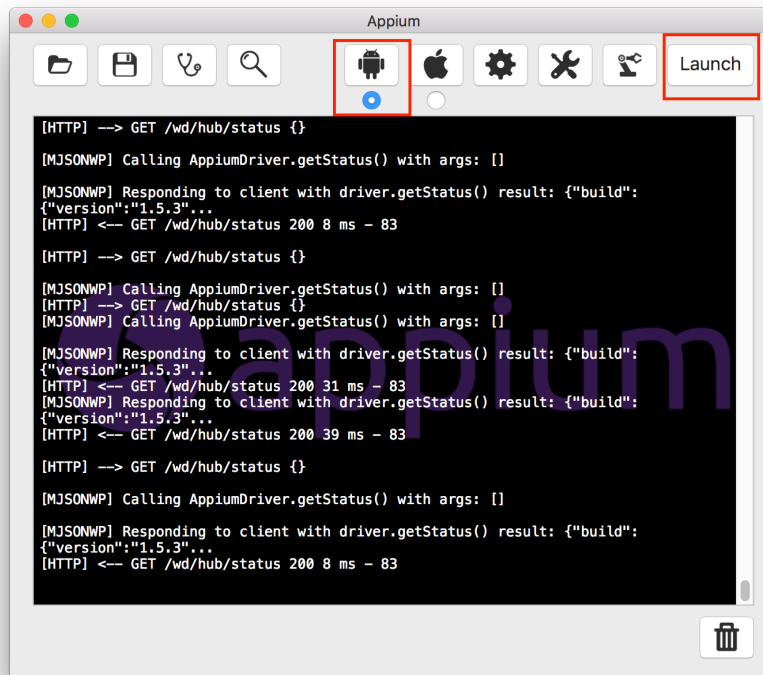 Appium
Launch
[HTTP] --> GET /wd/hub/status {}
[MJSONWP] Calling AppiumDriver.getStatus() with args: []
[MJSONWP] Responding to client with driver.getStatus() result: {"build":
{"version":"1.5.3"...
[HTTP] <-- GET /wd/hub/status 200 8 ms - 83
[HTTP] --> GET /wd/hub/status {}
[MJSONWP] Calling AppiumDriver.getStatus() with args: []
[HTTP] --> GET /wd/hub/status {}
[MJSONWP] Calling AppiumDriver.getStatus() with args: []
[MJSONWP] Responding to client with driver.getStatus() result: {"build":
{"version":"1.5.3"...
[HTTP] <-- GET /wd/hub/status 200 31 ms - 83
[MJSONWP] Responding to client with driver.getStatus() result: {"build":
{"version":"1.5.3"...
[HTTP] <-- GET /wd/hub/status 200 39 ms - 83
[HTTP] --> GET /wd/hub/status {}
[MJSONWP] Calling AppiumDriver.getStatus() with args: []
[MJSONWP] Responding to client with driver.getStatus() result: {"build":
{"version":"1.5.3"...
[HTTP] <-- GET /wd/hub/status 200 8 ms - 83
appium